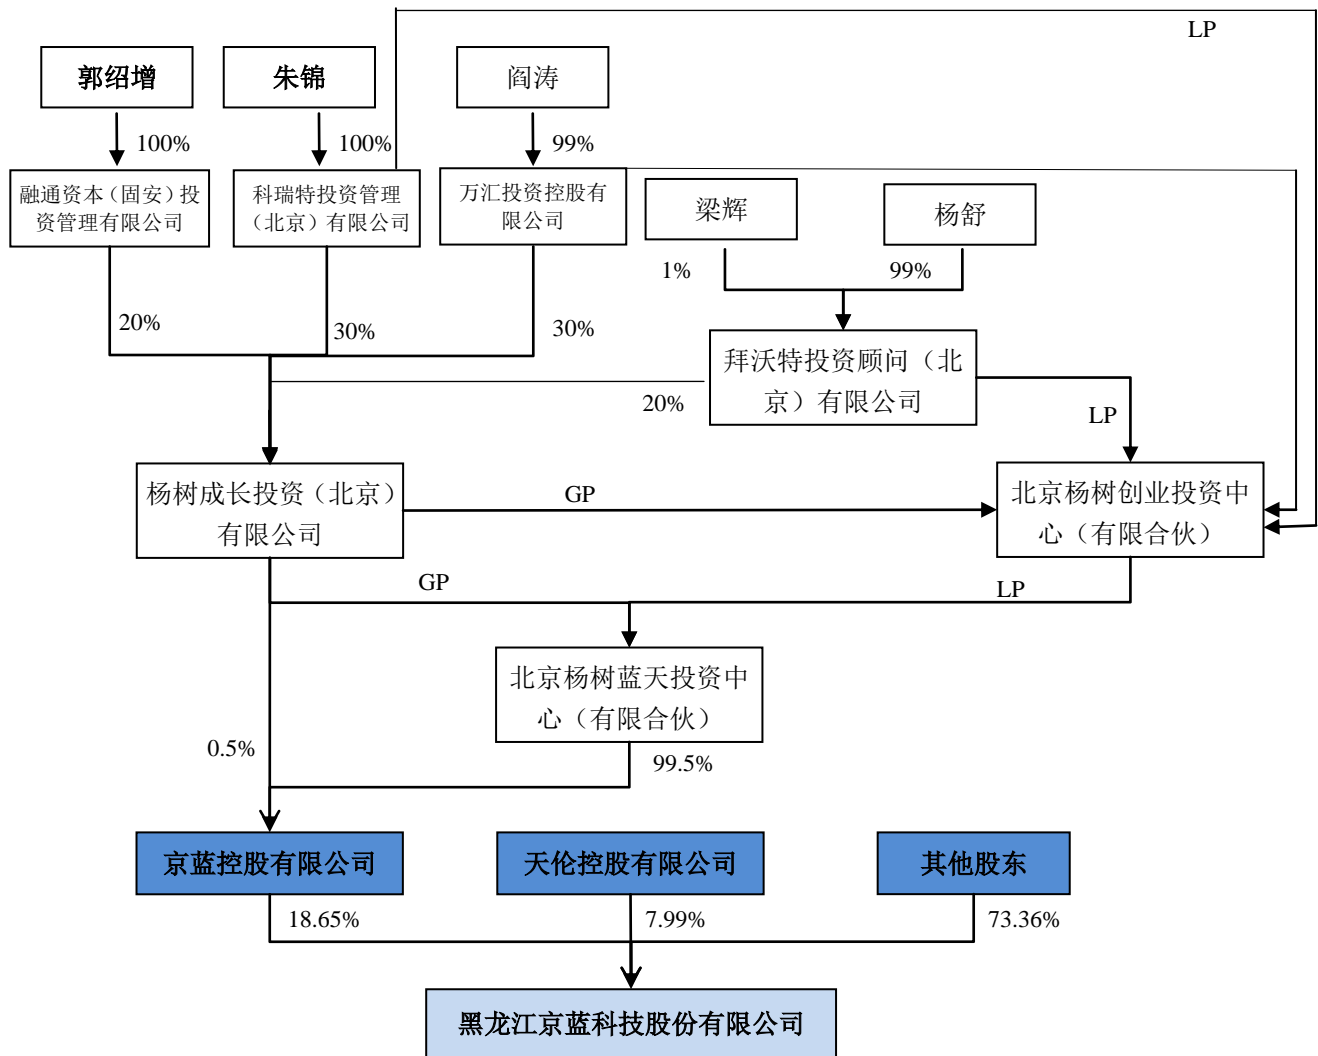 LP
郭绍增
朱锦
阎涛
100%
100%
99%
融通资本（固安）投
资管理有限公司
科瑞特投资管理
（北京）有限公司
万汇投资控股有
限公司
梁辉
杨舒
1%
99%
20%
30%
30%
拜沃特投资顾问（北
京）有限公司
20%
LP
杨树成长投资（北京）
有限公司
GP
北京杨树创业投资中
心（有限合伙）
GP
LP
北京杨树蓝天投资中
心（有限合伙）
0.5%
99.5%
京蓝控股有限公司
天伦控股有限公司
其他股东
18.65%
7.99%
73.36%
黑龙江京蓝科技股份有限公司